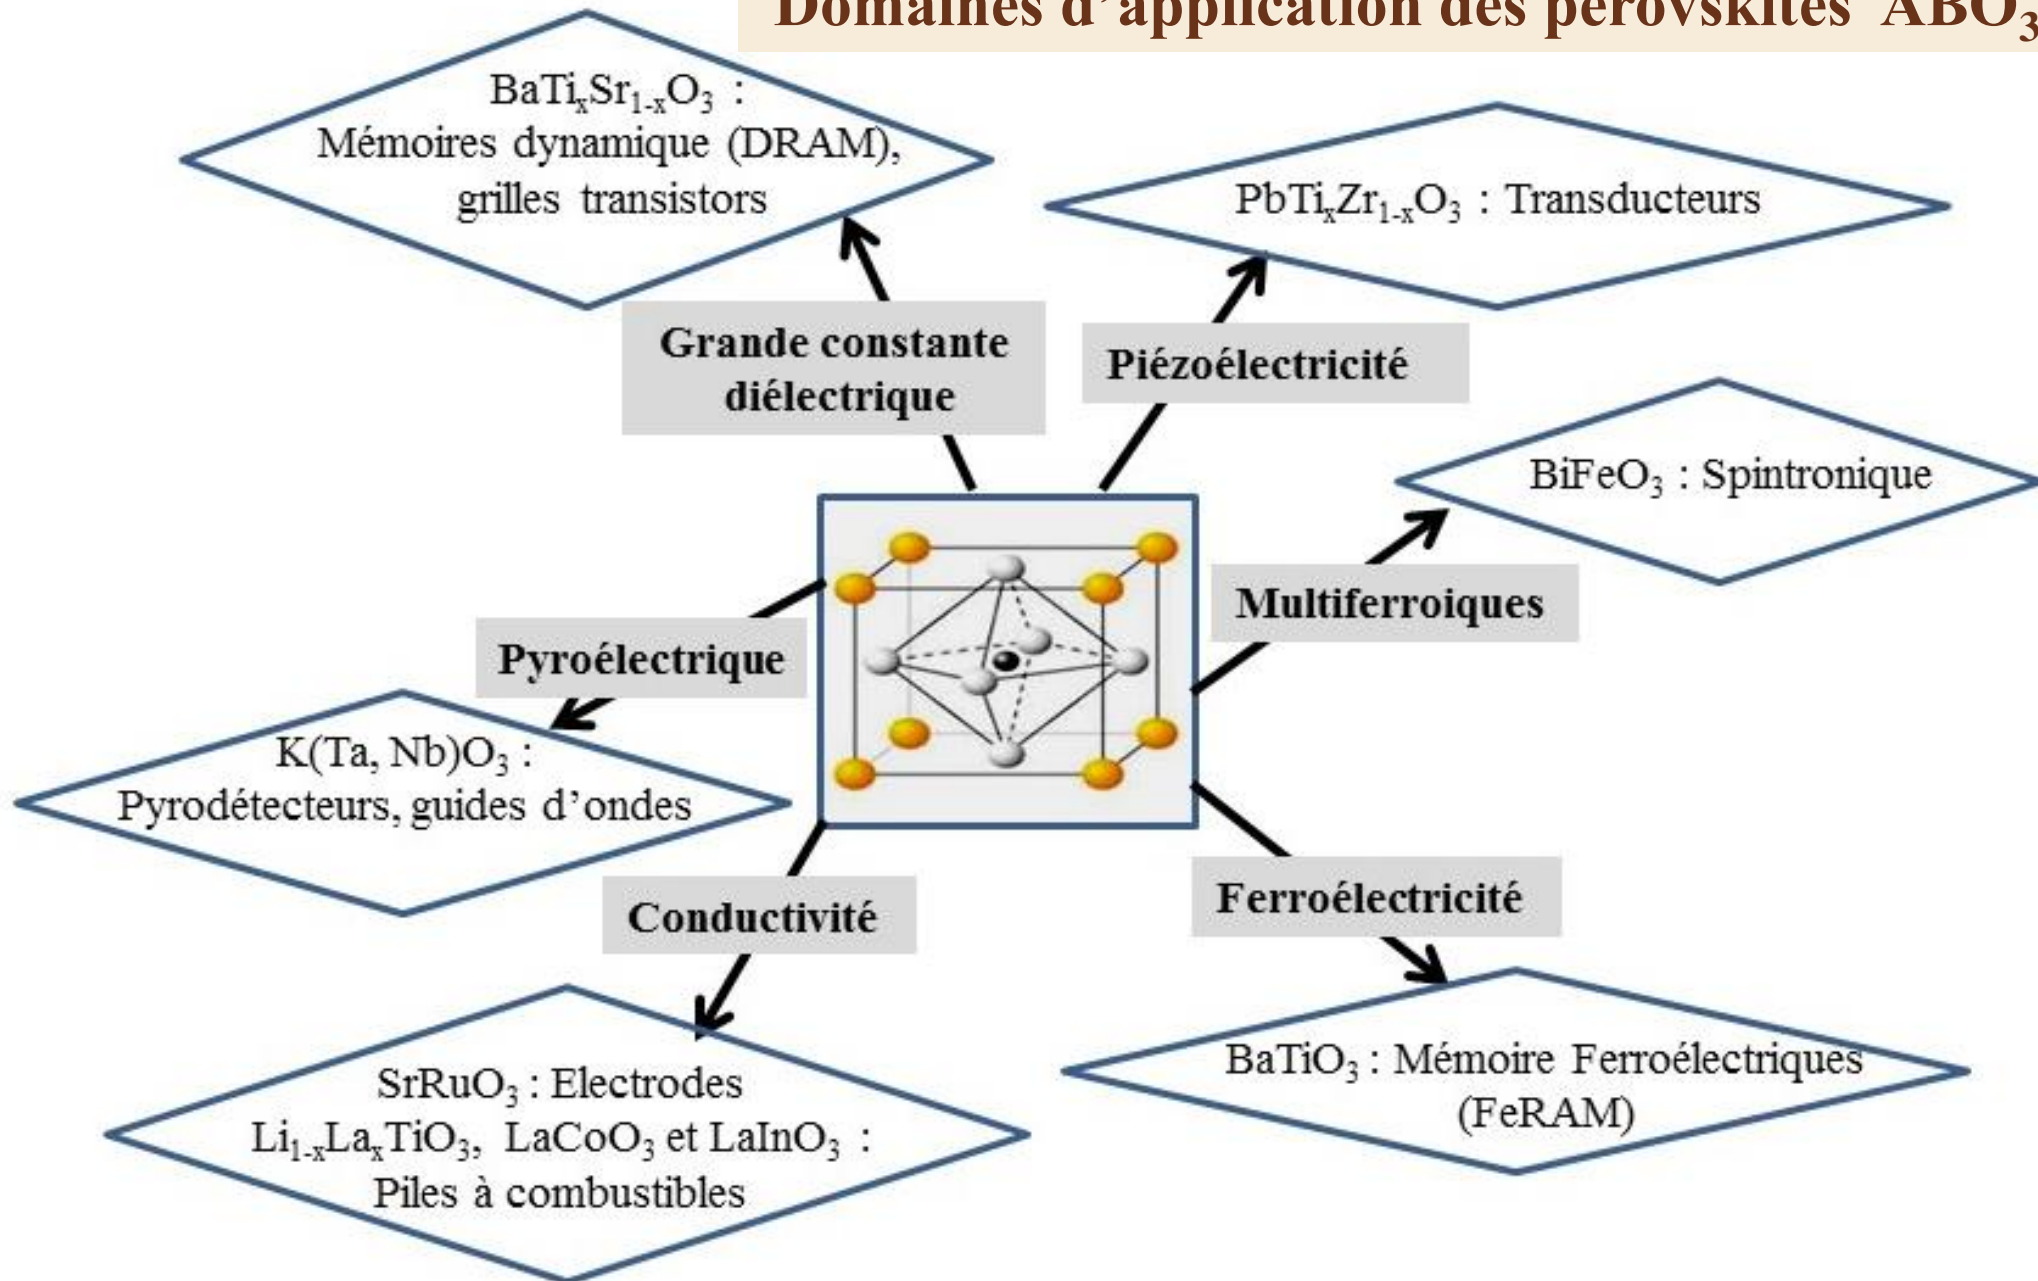 Domaines d’application des pérovskites ABO₃
BaTiₓSr₁₋ₓO₃ :
Mémoires dynamique (DRAM),
grilles transistors
PbTiₓZr₁₋ₓO₃ : Transducteurs
Grande constante
diélectrique
Piézoélectricité
BiFeO₃ : Spintronique
Multiferroiques
Pyroélectrique
K(Ta, Nb)O₃ :
Pyrodétecteurs, guides d’ondes
Conductivité
Ferroélectricité
SrRuO₃ : Electrodes
Li₁₋ₓLaₓTiO₃, LaCoO₃ et LaInO₃ :
Piles à combustibles
BaTiO₃ : Mémoire Ferroélectriques
(FeRAM)